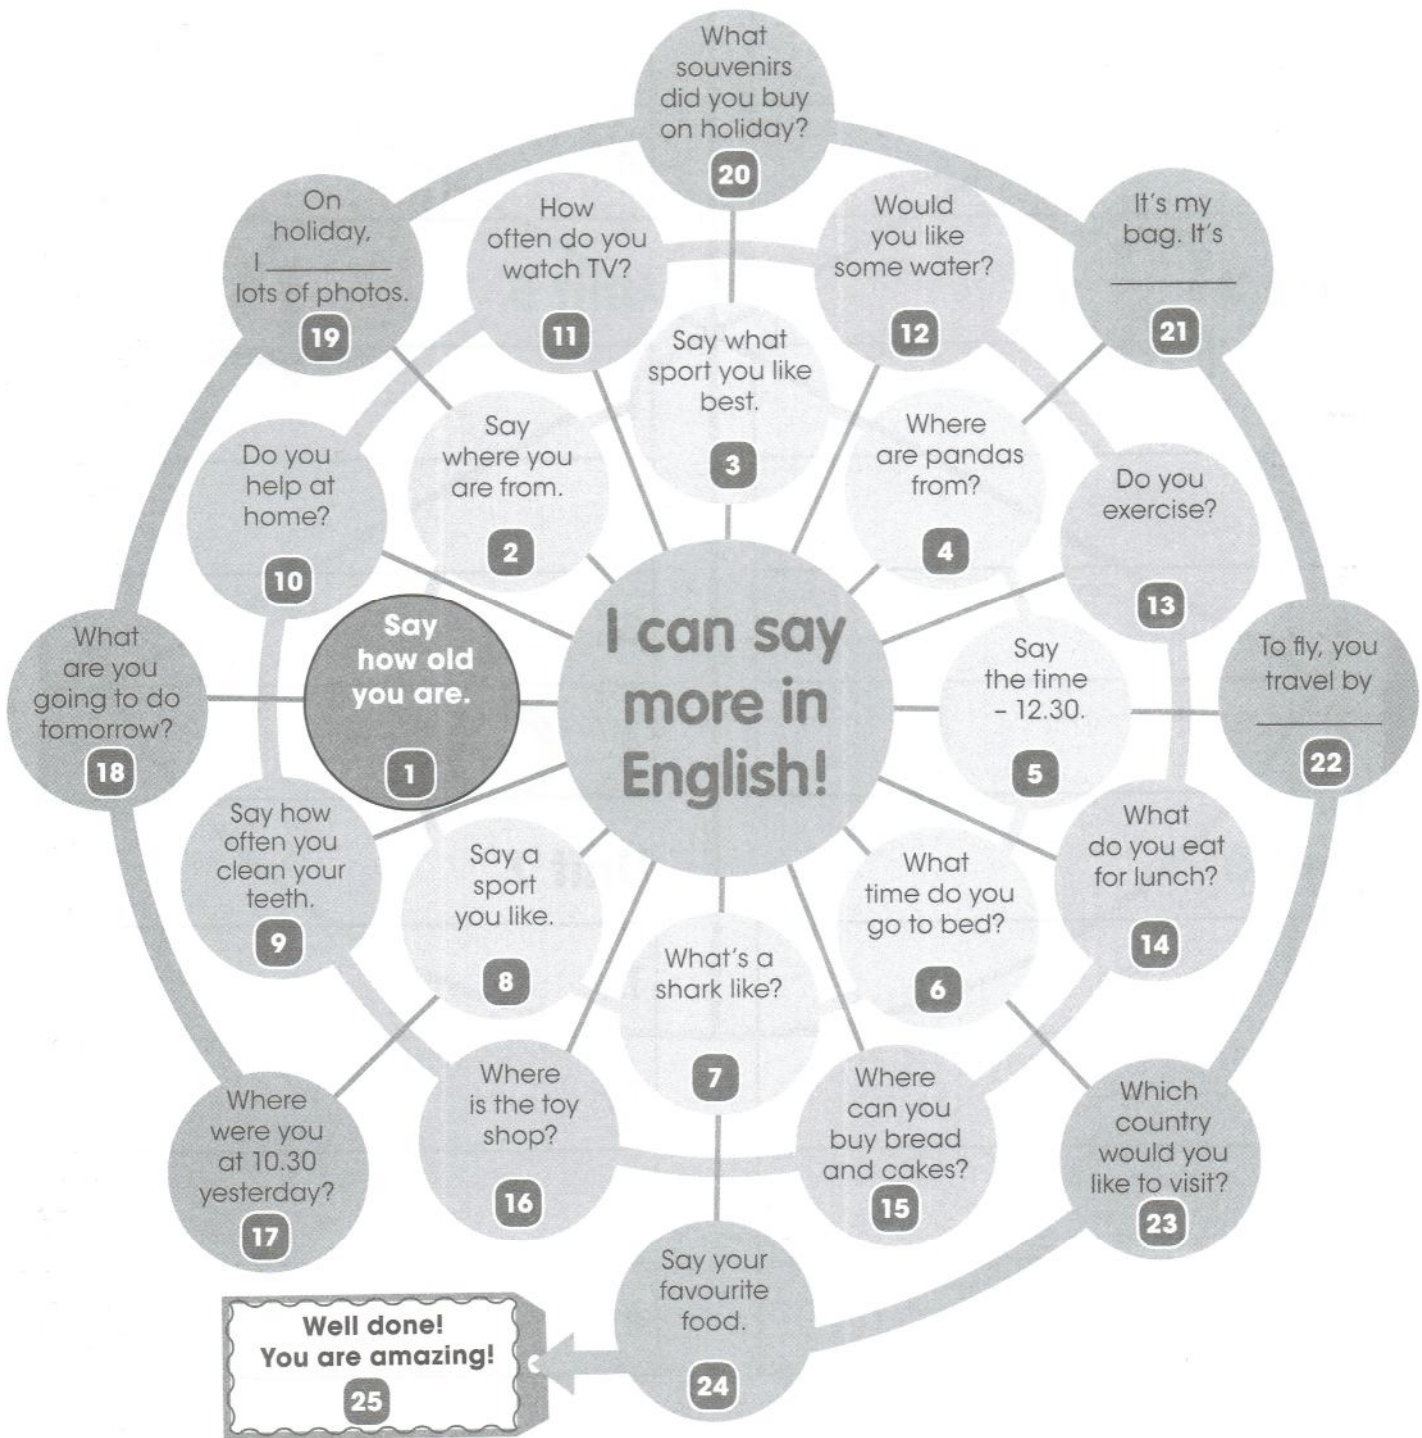 I can say
more in
English!
Say
how old
you are.
1
Say
where you
are from.
2
Say what
sport you like
best.
3
Where
are pandas
from?
4
Say
the time
– 12.30.
5
What
time do you
go to bed?
6
What's a
shark like?
7
Say a
sport
you like.
8
Say how
often you
clean your
teeth.
9
Do you
help at
home?
10
How
often do you
watch TV?
11
Would
you like
some water?
12
Do you
exercise?
13
What
do you eat
for lunch?
14
Where
can you
buy bread
and cakes?
15
Where
is the toy
shop?
16
Where
were you
at 10.30
yesterday?
17
What
are you
going to do
tomorrow?
18
On
holiday,
I __________
lots of photos.
19
What
souvenirs
did you buy
on holiday?
20
It's my
bag. It's
__________
21
To fly, you
travel by
__________
22
Which
country
would you
like to visit?
23
Say your
favourite
food.
24
Well done!
You are amazing!
25